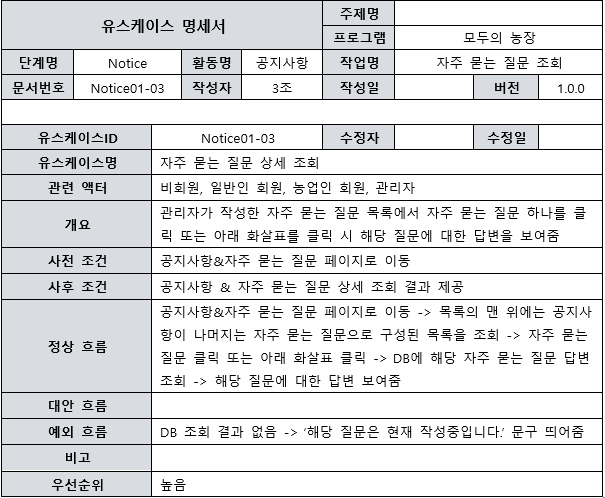 유스케이스 명세서
주제명
프로그램 모두의 농장
단계명 Notice 활동명 공지사항 작업명 자주 묻는 질문 조회
문서번호 Notice01-03 작성자 3조 작성일 버전 1.0.0
유스케이스ID Notice01-03 수정자 수정일
유스케이스명 자주 묻는 질문 상세 조회
관련 액터 비회원, 일반인 회원, 농업인 회원, 관리자
개요
관리자가 작성한 자주 묻는 질문 목록에서 자주 묻는 질문 하나를 클
릭 또는 아래 화살표를 클릭 시 해당 질문에 대한 답변을 보여줌
사전 조건 공지사항&자주 묻는 질문 페이지로 이동
사후 조건 공지사항 & 자주 묻는 질문 상세 조회 결과 제공
정상 흐름
공지사항&자주 묻는 질문 페이지로 이동 -> 목록의 맨 위에는 공지사
항이 나머지는 자주 묻는 질문으로 구성된 목록을 조회 -> 자주 묻는
질문 클릭 또는 아래 화살표 클릭 -> DB에 해당 자주 묻는 질문 답변
조회 -> 해당 질문에 대한 답변 보여줌
대안 흐름
예외 흐름 DB 조회 결과 없음 -> ‘해당 질문은 현재 작성중입니다.’ 문구 띄어줌
비고
우선순위 높음